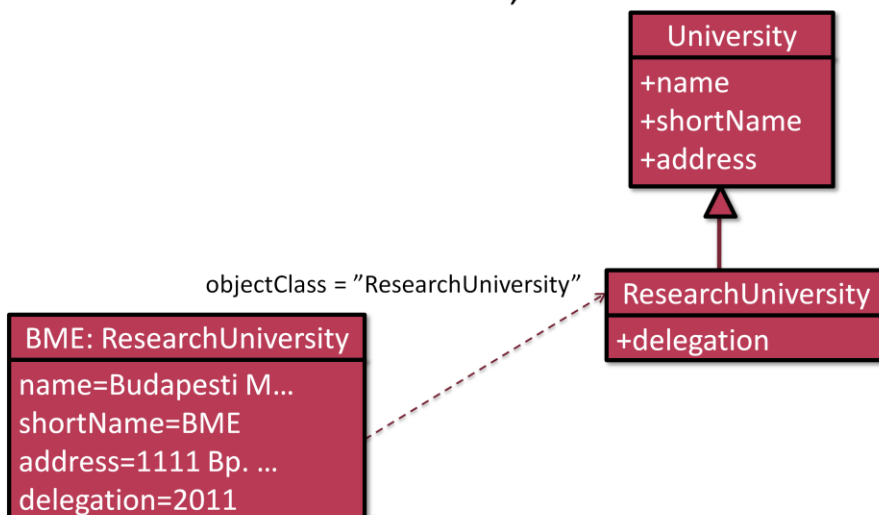 University
+name
+shortName
+address
objectClass = ”ResearchUniversity”
ResearchUniversity
+delegation
BME: ResearchUniversity
name=Budapesti M...
shortName=BME
address=1111 Bp. ...
delegation=2011